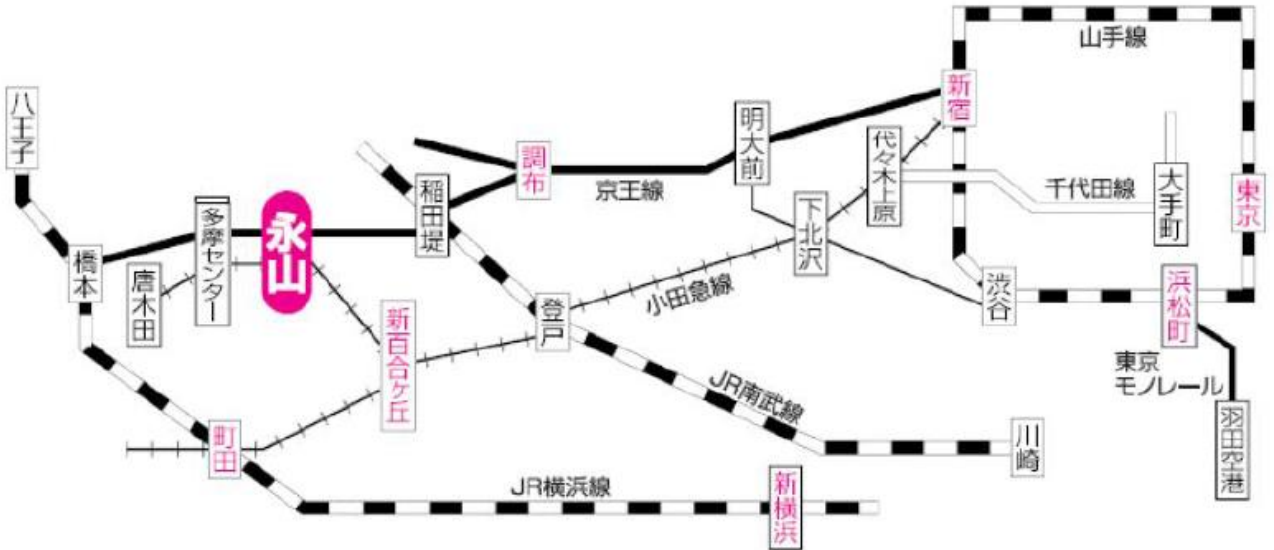 山手線
八王子
新宿
明大前
代々木上原
調布
京王線
千代田線
大手町
東京
稲田堤
多摩センター
永山
下北沢
橋本
唐木田
小田急線
渋谷
浜松町
登戸
新百合ヶ丘
東京
モノレール
JR南武線
羽田空港
町田
川崎
JR横浜線
新横浜